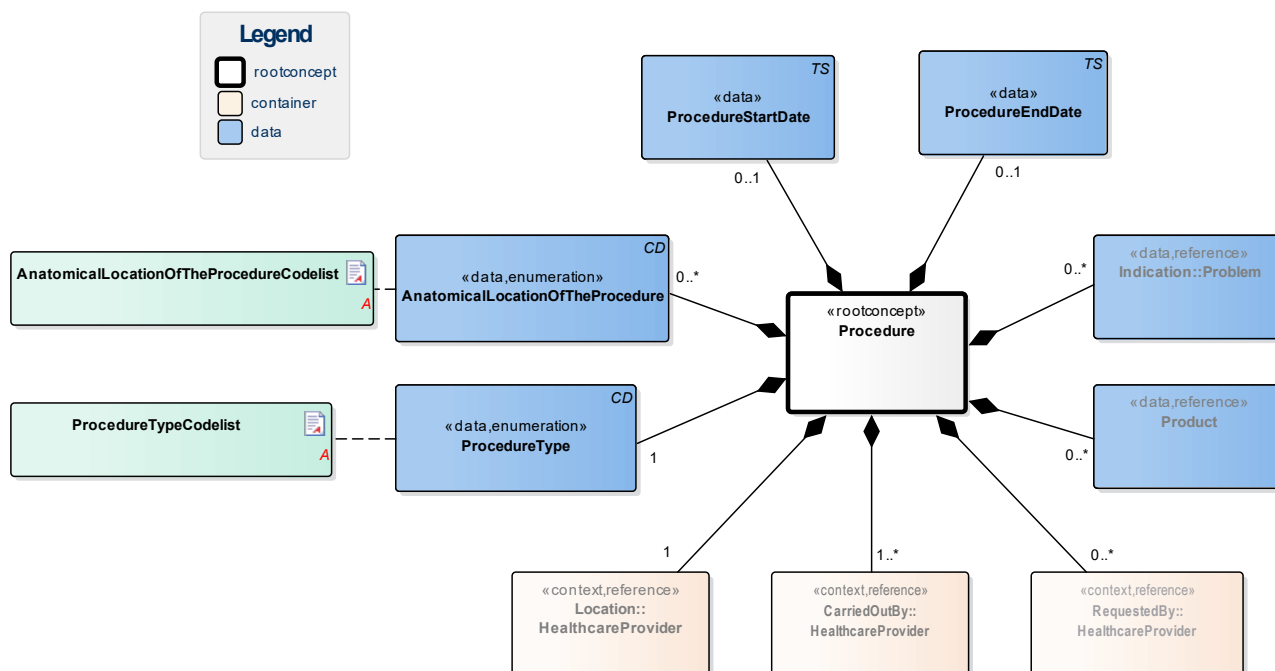 Legend
rootconcept
container
data
TS
«data»
ProcedureStartDate
0..1
TS
«data»
ProcedureEndDate
0..1
AnatomicalLocationOfTheProcedureCodelist
A
CD
«data,enumeration»
AnatomicalLocationOfTheProcedure
0..*
«data,reference»
Indication::Problem
0..*
«rootconcept»
Procedure
ProcedureTypeCodelist
A
CD
«data,enumeration»
ProcedureType
1
«data,reference»
Product
0..*
1
«context,reference»
Location::
HealthcareProvider
1..*
«context,reference»
CarriedOutBy::
HealthcareProvider
0..*
«context,reference»
RequestedBy::
HealthcareProvider